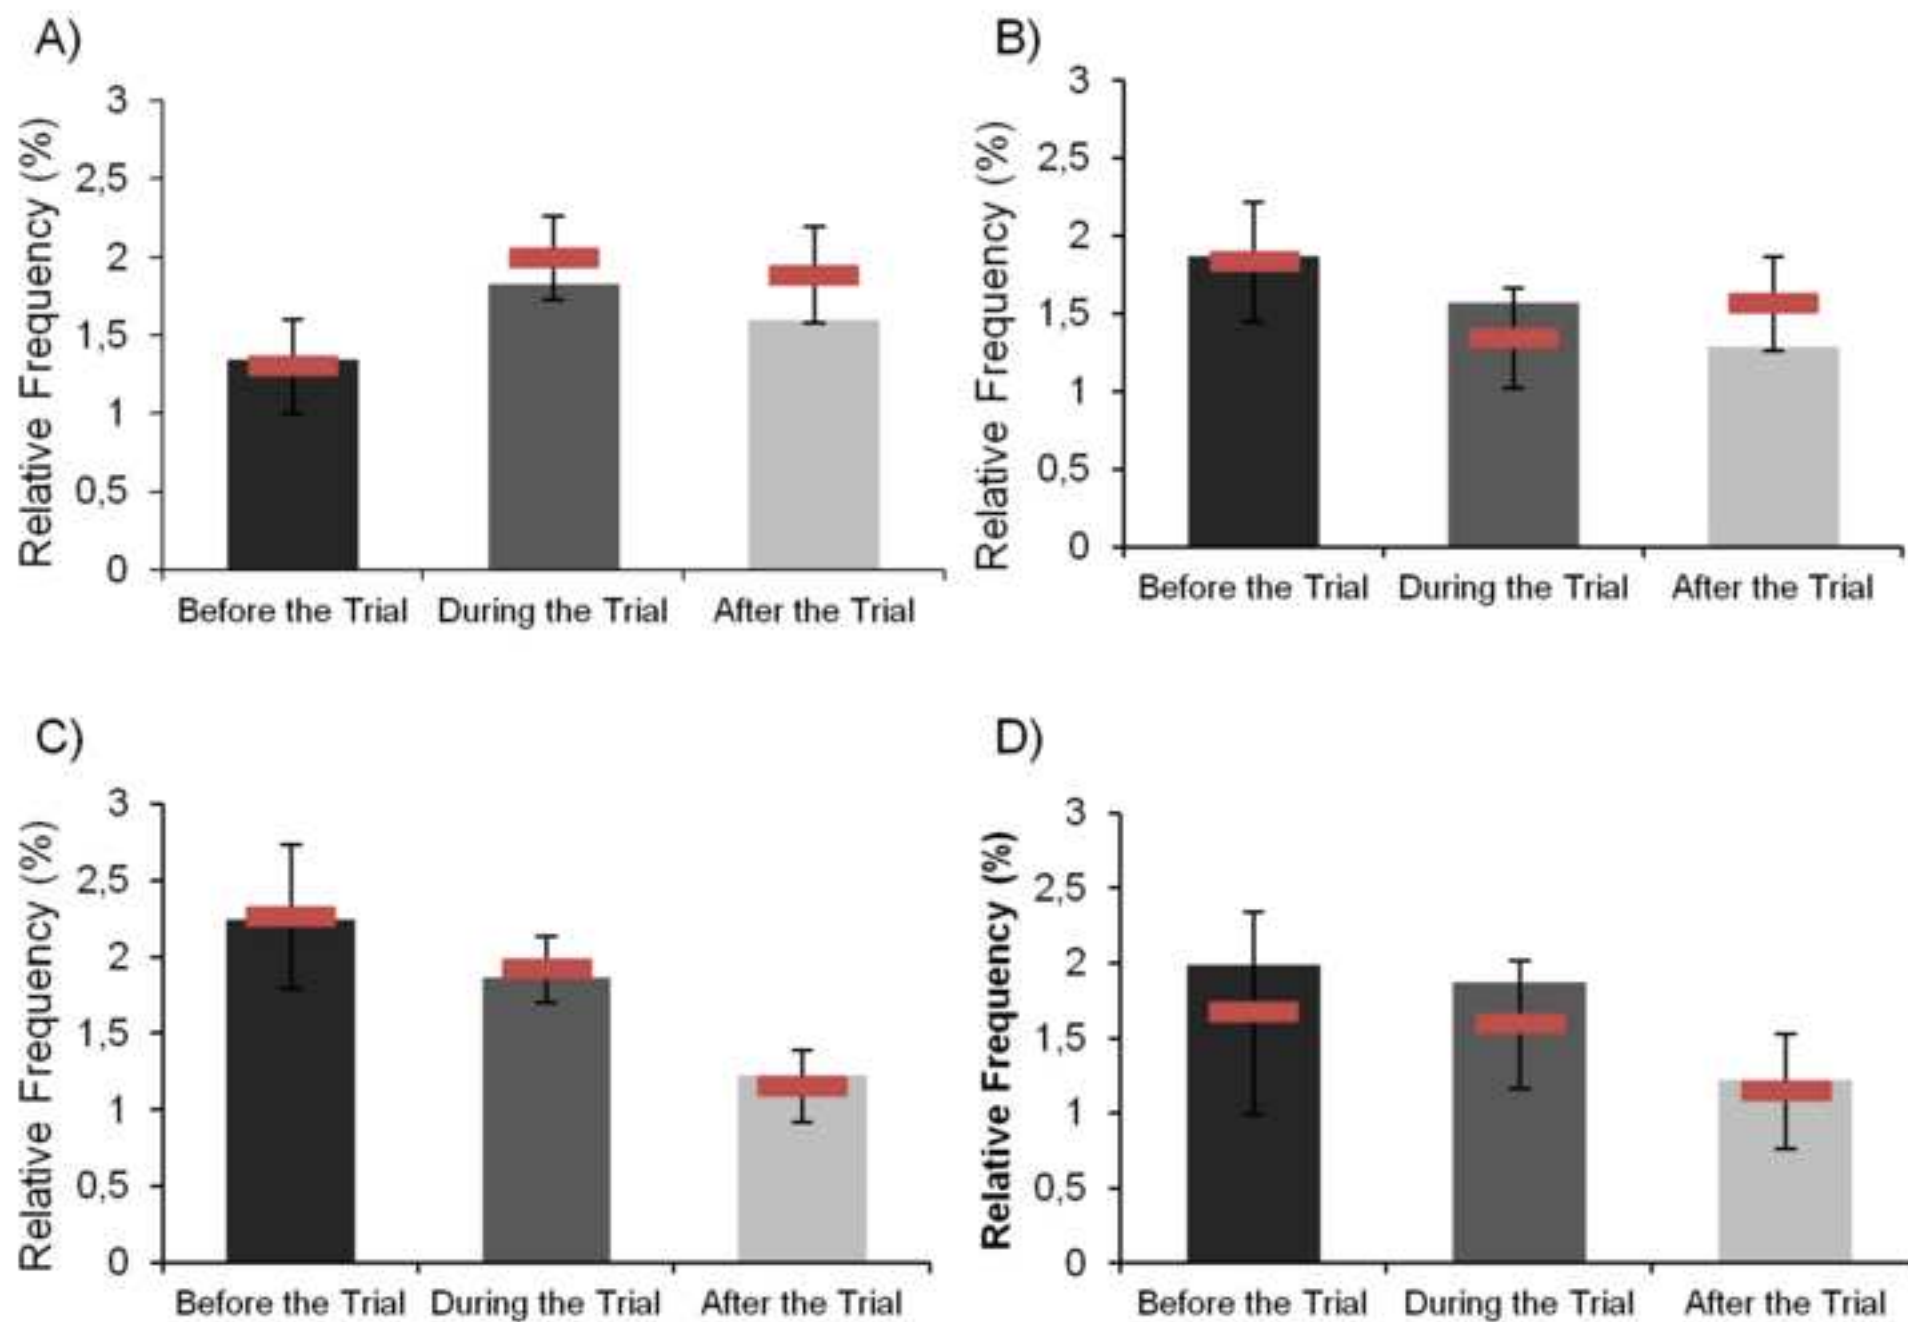 A)
Relative Frequency (%)
3
2,5
2
1,5
1
0,5
0
Before the Trial During the Trial After the Trial
B)
Relative Frequency (%)
3
2,5
2
1,5
1
0,5
0
Before the Trial During the Trial After the Trial
C)
Relative Frequency (%)
3
2,5
2
1,5
1
0,5
0
Before the Trial During the Trial After the Trial
D)
Relative Frequency (%)
3
2,5
2
1,5
1
0,5
0
Before the Trial During the Trial After the Trial